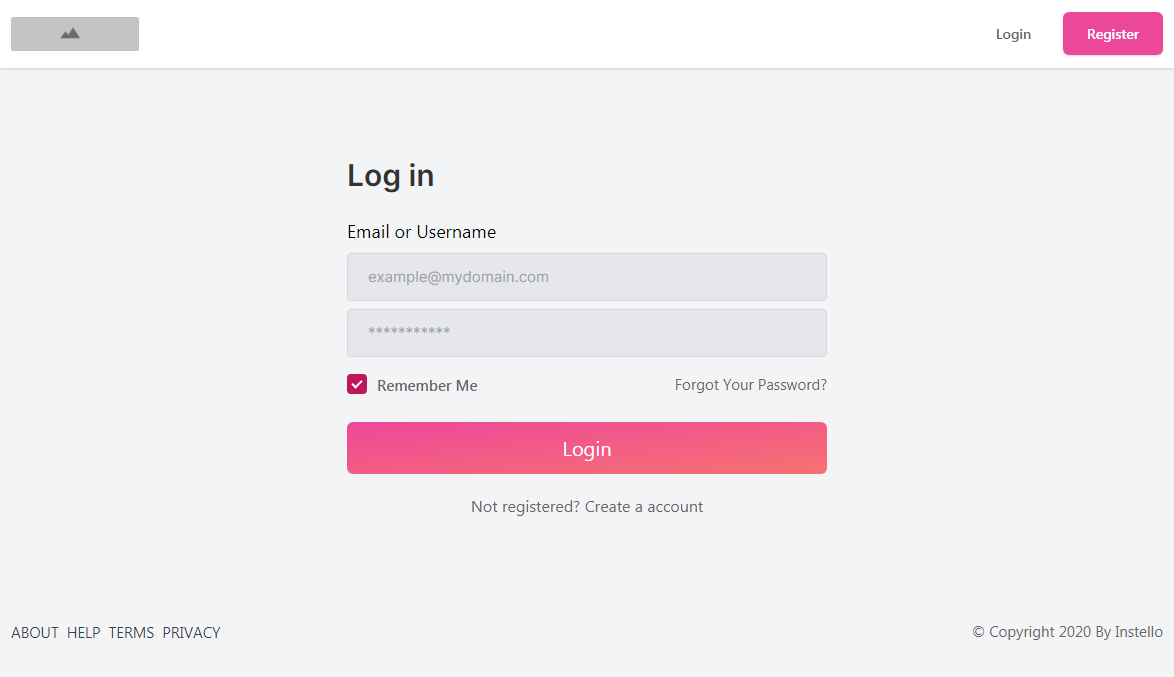 Login
Register
Log in
Email or Username
example@mydomain.com
***********
Remember Me
Forgot Your Password?
Login
Not registered? Create a account
ABOUT HELP TERMS PRIVACY
© Copyright 2020 By Instello